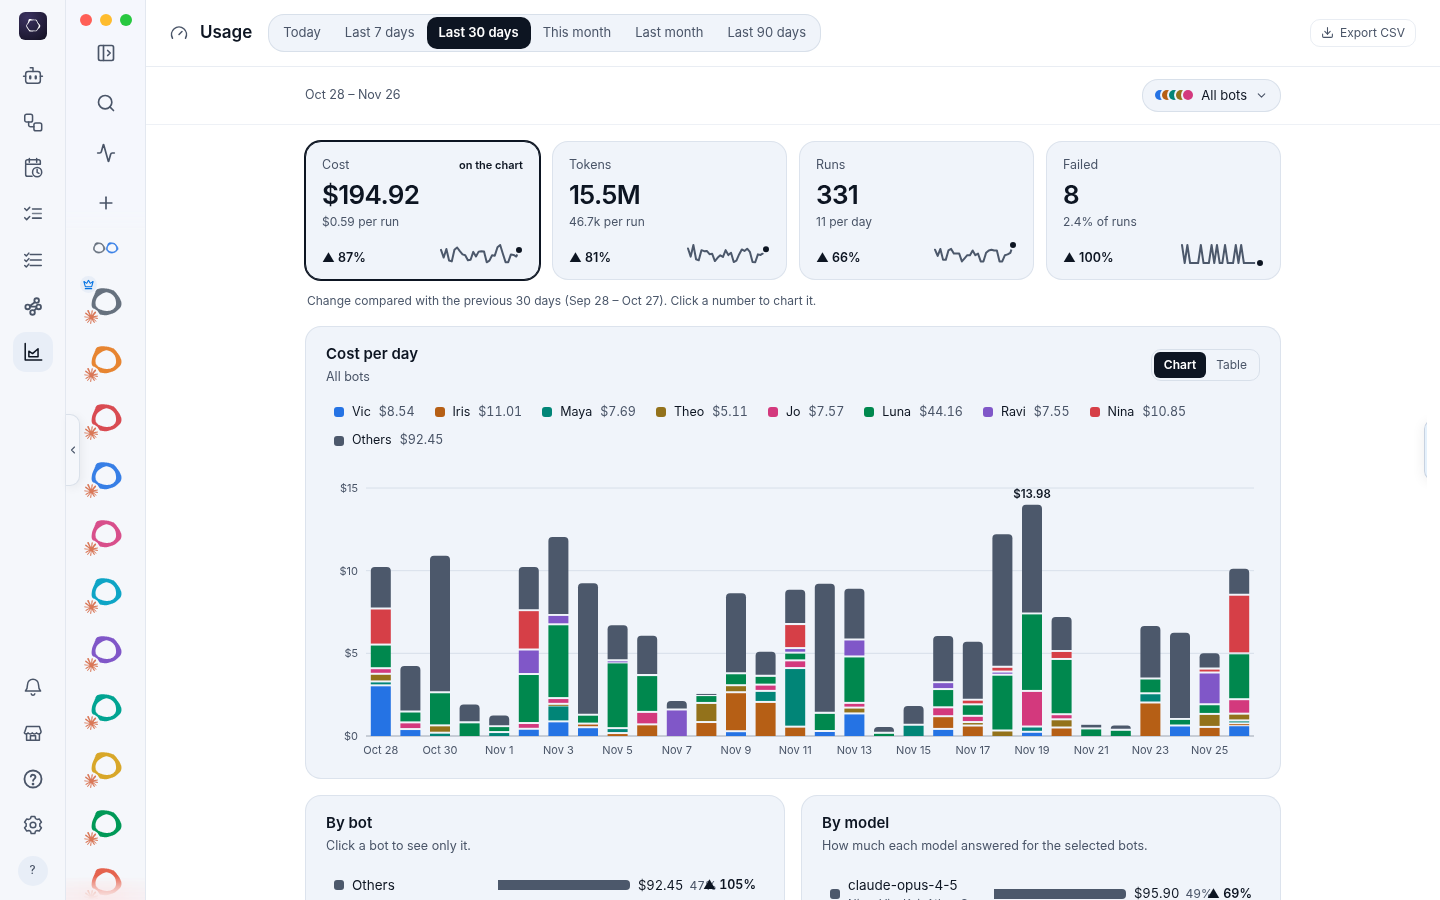 Usage
Today
Last 7 days
Last 30 days
This month
Last month
Last 90 days
Export CSV
Oct 28 – Nov 26
All bots
Cost
on the chart
$194.92
$0.59 per run
▲ 87%
Tokens
15.5M
46.7k per run
▲ 81%
Runs
331
11 per day
▲ 66%
Failed
8
2.4% of runs
▲ 100%
Change compared with the previous 30 days (Sep 28 – Oct 27). Click a number to chart it.
Cost per day
All bots
Chart
Table
Vic $8.54
Iris $11.01
Maya $7.69
Theo $5.11
Jo $7.57
Luna $44.16
Ravi $7.55
Nina $10.85
Others $92.45
$15
$13.98
$10
$5
$0
Oct 28
Oct 30
Nov 1
Nov 3
Nov 5
Nov 7
Nov 9
Nov 11
Nov 13
Nov 15
Nov 17
Nov 19
Nov 21
Nov 23
Nov 25
By bot
Click a bot to see only it.
Others
$92.45
▲ 105%
By model
How much each model answered for the selected bots.
claude-opus-4-5
$95.90
49%
▲ 69%
?